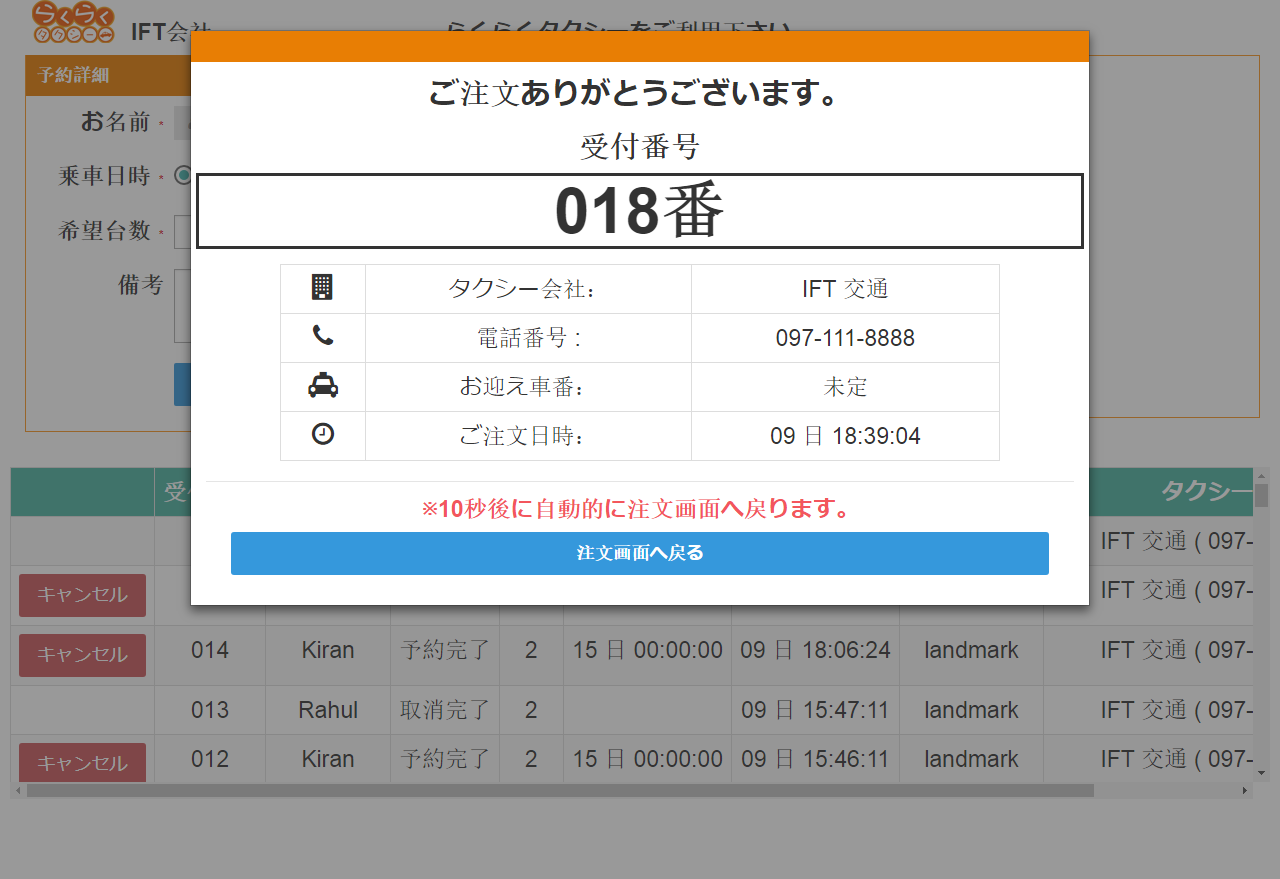 らくらく
タクシー
IFT会社
らくらくタクシーをご利用下さい
予約詳細
ご注文ありがとうございます。
お名前 *
受付番号
乗車日時 *
018番
希望台数 *
備考
タクシー会社: IFT 交通
電話番号 : 097-111-8888
お迎え車番: 未定
ご注文日時: 09 日 18:39:04
※10秒後に自動的に注文画面へ戻ります。
注文画面へ戻る
受 タクシー
IFT 交通 ( 097-
キャンセル IFT 交通 ( 097-
キャンセル 014 Kiran 予約完了 2 15 日 00:00:00 09 日 18:06:24 landmark IFT 交通 ( 097-
013 Rahul 取消完了 2 09 日 15:47:11 landmark IFT 交通 ( 097-
キャンセル 012 Kiran 予約完了 2 15 日 00:00:00 09 日 15:46:11 landmark IFT 交通 ( 097-